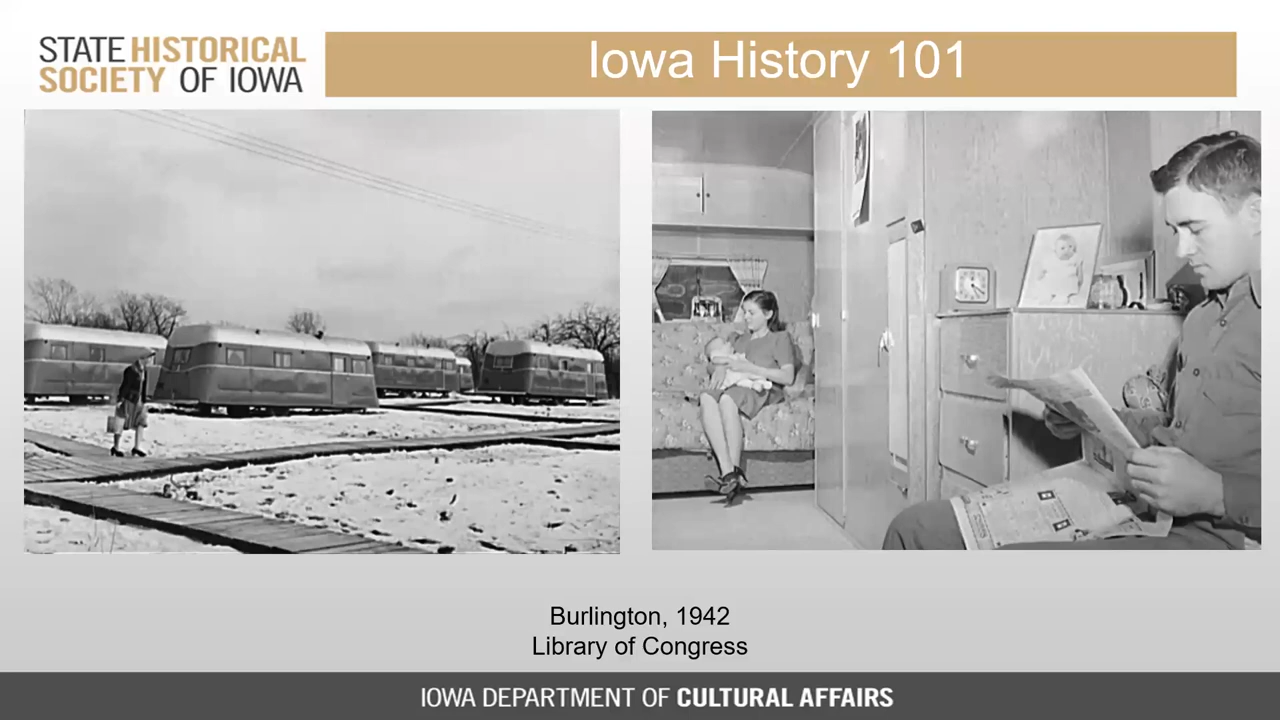 STATE HISTORICAL
SOCIETY OF IOWA
Iowa History 101
Burlington, 1942
Library of Congress
IOWA DEPARTMENT OF CULTURAL AFFAIRS